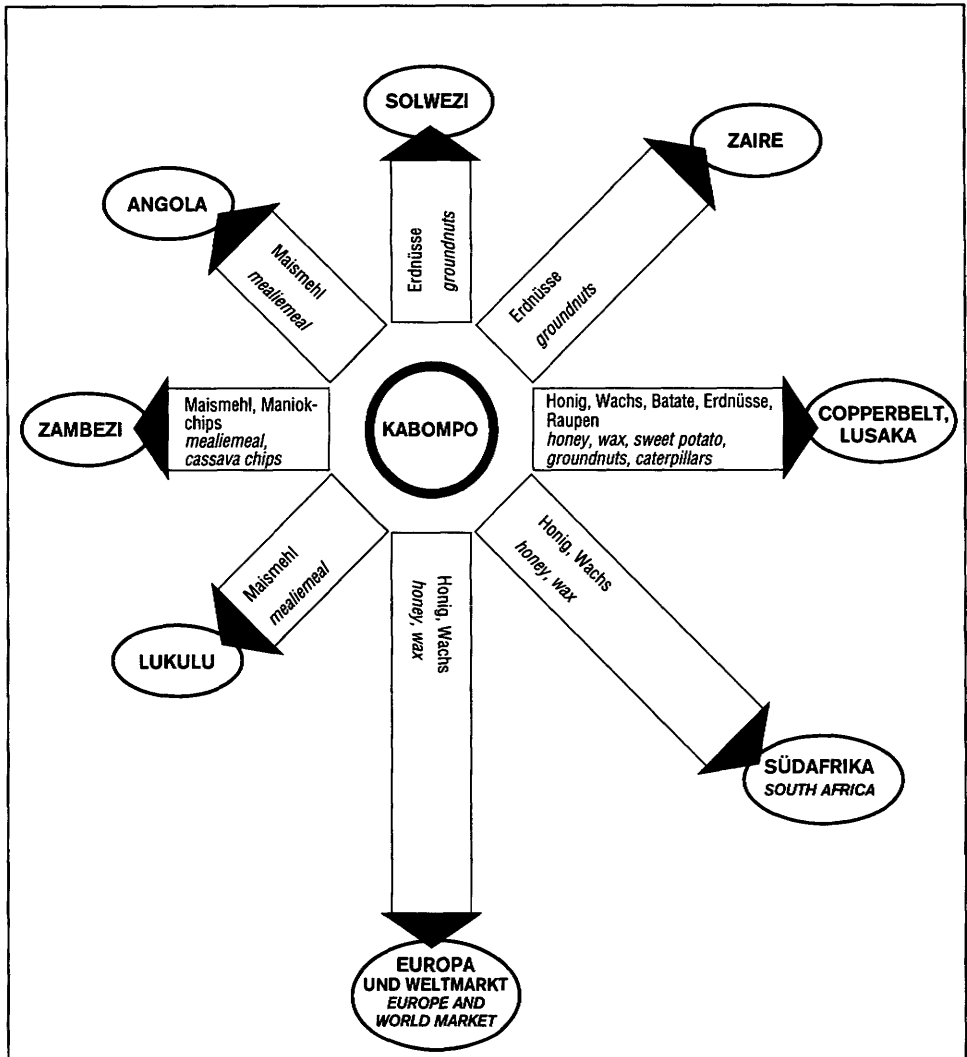 SOLWEZI
ZAIRE
ANGOLA
Erdnüsse
groundnuts
Maismehl
mealiemeal
Erdnüsse
groundnuts
ZAMBEZI
Maismehl, Maniok-
chips
mealiemeal,
cassava chips
KABOMPO
Honig, Wachs, Batate, Erdnüsse,
Raupen
honey, wax, sweet potato,
groundnuts, caterpillars
COPPERBELT,
LUSAKA
Maismehl
mealiemeal
LUKULU
Honig, Wachs
honey, wax
Honig, Wachs
honey, wax
SÜDAFRIKA
SOUTH AFRICA
EUROPA
UND WELTMARKT
EUROPE AND
WORLD MARKET